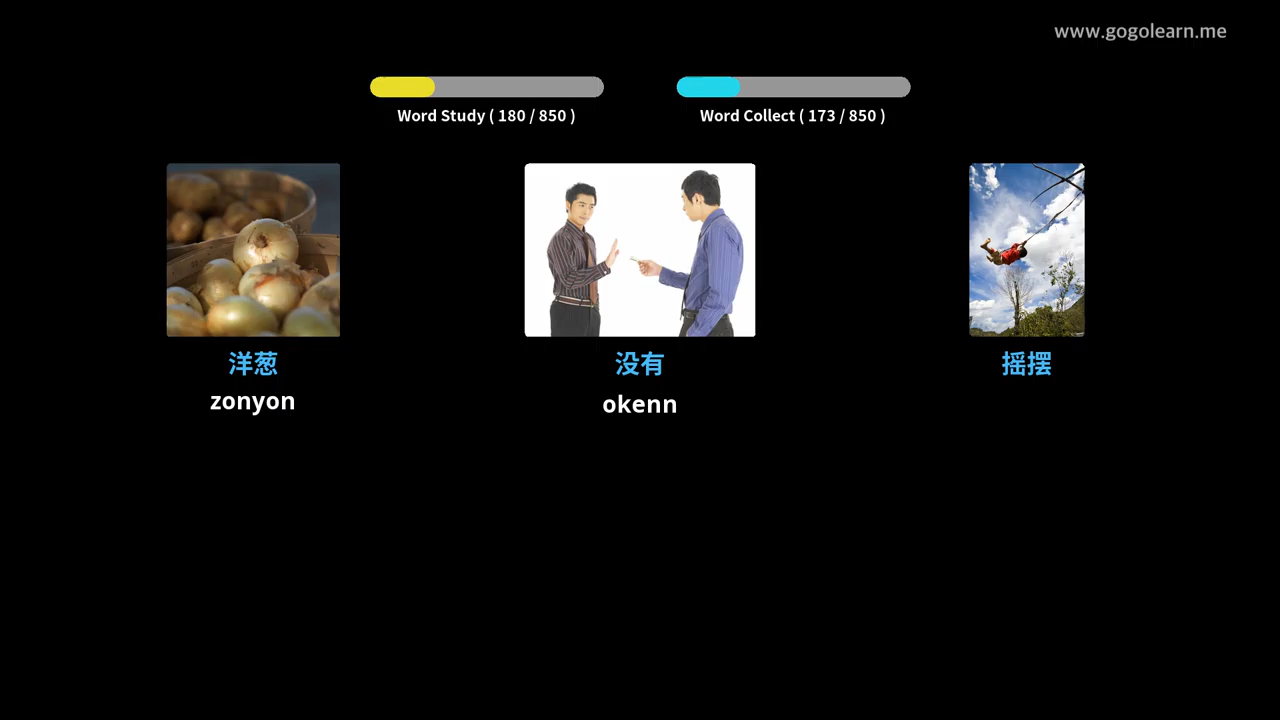 www.gogolearn.me
Word Study ( 180 / 850 )
Word Collect ( 173 / 850 )
洋葱
没有
摇摆
zonyon
okenn